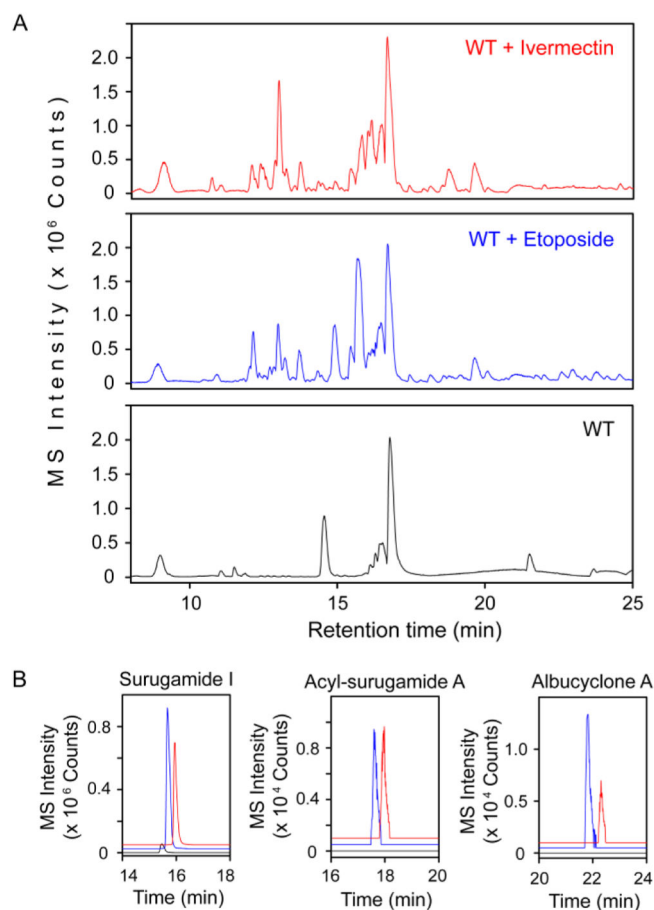 A
MS Intensity (x 10⁶ Counts)
WT + Ivermectin
2.0
1.5
1.0
0.5
0
WT + Etoposide
2.0
1.5
1.0
0.5
0
WT
2.0
1.5
1.0
0.5
0
10 15 20 25
Retention time (min)
B
Surugamide I
MS Intensity
(x 10⁶ Counts)
0.8
0.4
0
14 16 18
Time (min)
Acyl-surugamide A
MS Intensity
(x 10⁴ Counts)
0.8
0.4
0
16 18 20
Time (min)
Albucyclone A
MS Intensity
(x 10⁴ Counts)
1.0
0.5
0
20 22 24
Time (min)